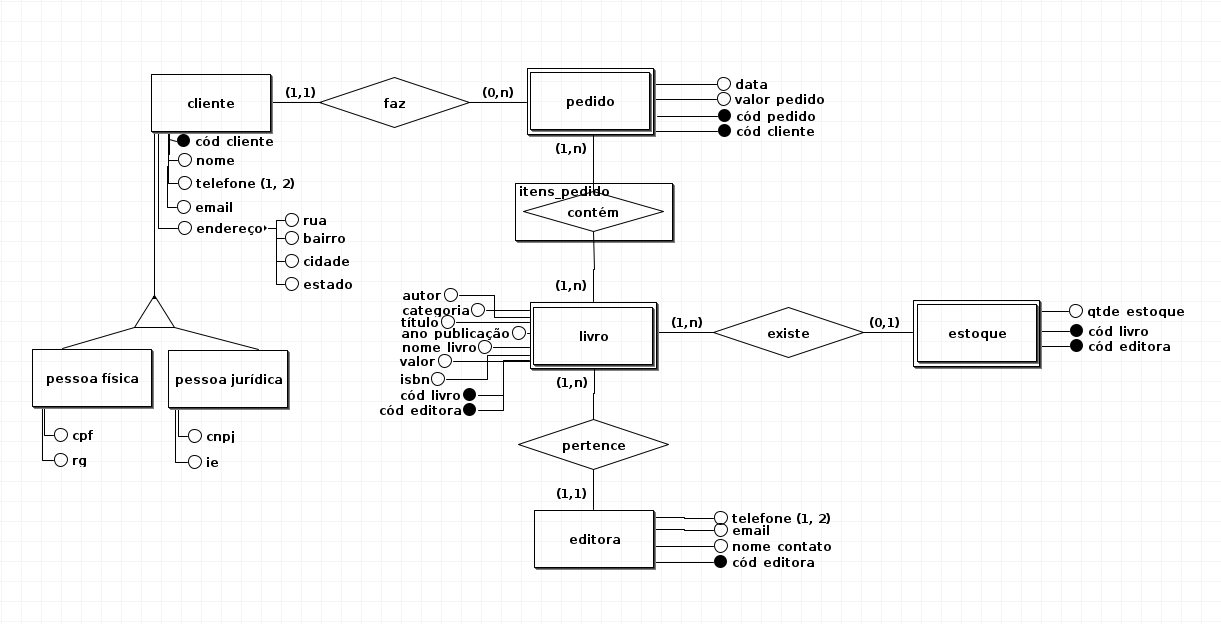 cliente
(1,1)
faz
(0,n)
pedido
data
valor pedido
cód pedido
cód cliente
cód cliente
nome
telefone (1, 2)
email
endereço
rua
bairro
cidade
estado
(1,n)
itens_pedido
contém
(1,n)
pessoa física
pessoa jurídica
cpf
rg
cnpj
ie
autor
categoria
título
ano publicação
nome livro
valor
isbn
cód livro
cód editora
livro
(1,n)
existe
(0,1)
estoque
qtde estoque
cód livro
cód editora
(1,n)
pertence
(1,1)
editora
telefone (1, 2)
email
nome contato
cód editora